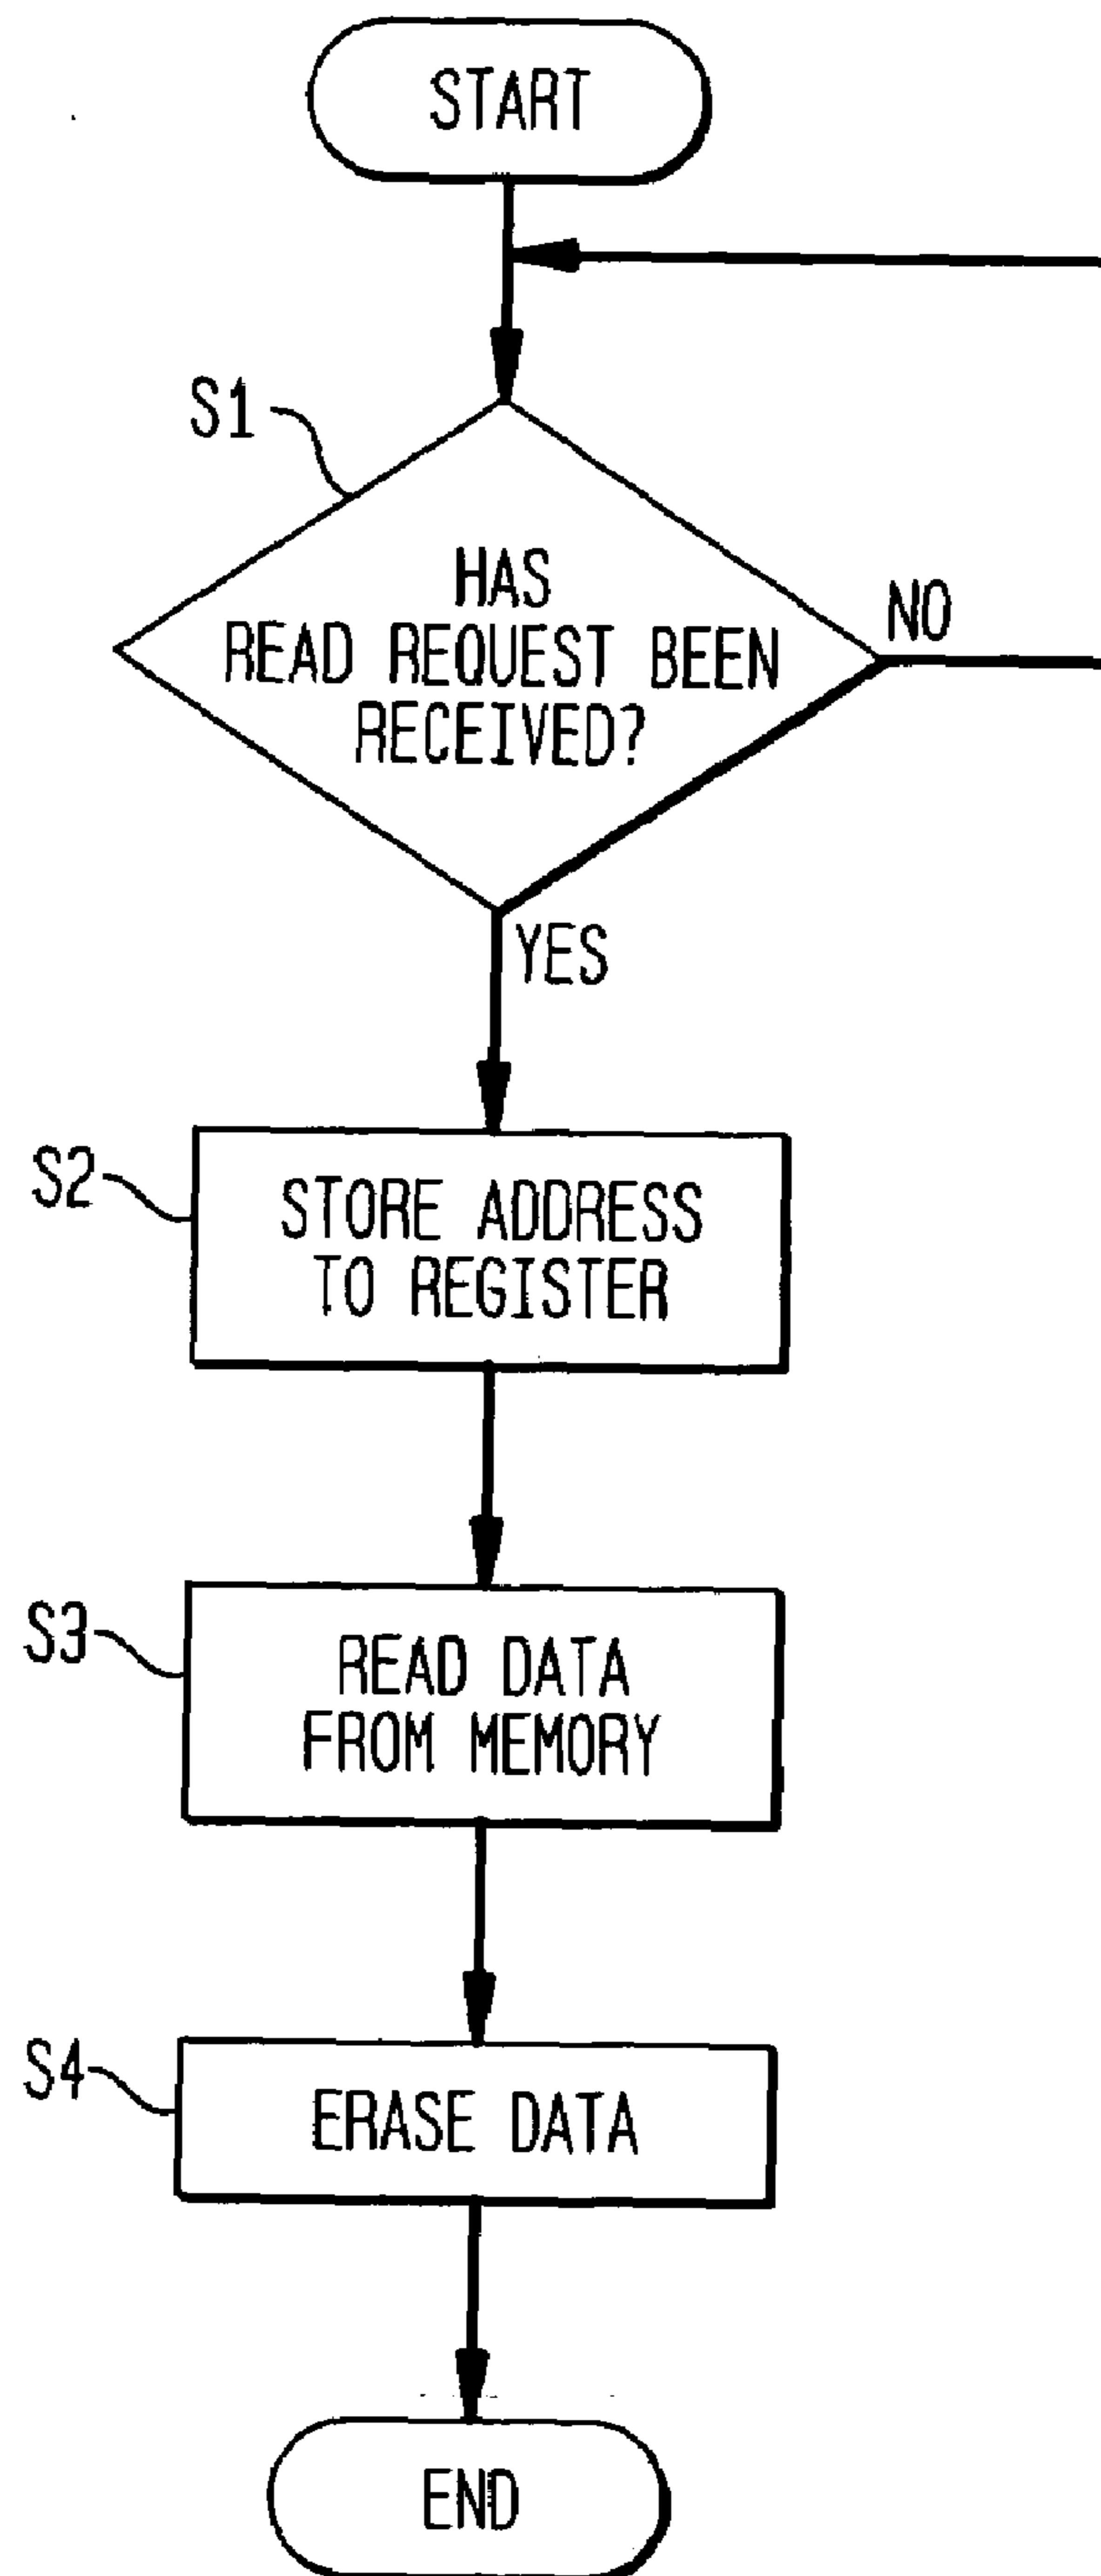 START
S1
HAS
READ REQUEST BEEN
RECEIVED?
NO
YES
S2
STORE ADDRESS
TO REGISTER
S3
READ DATA
FROM MEMORY
S4
ERASE DATA
END